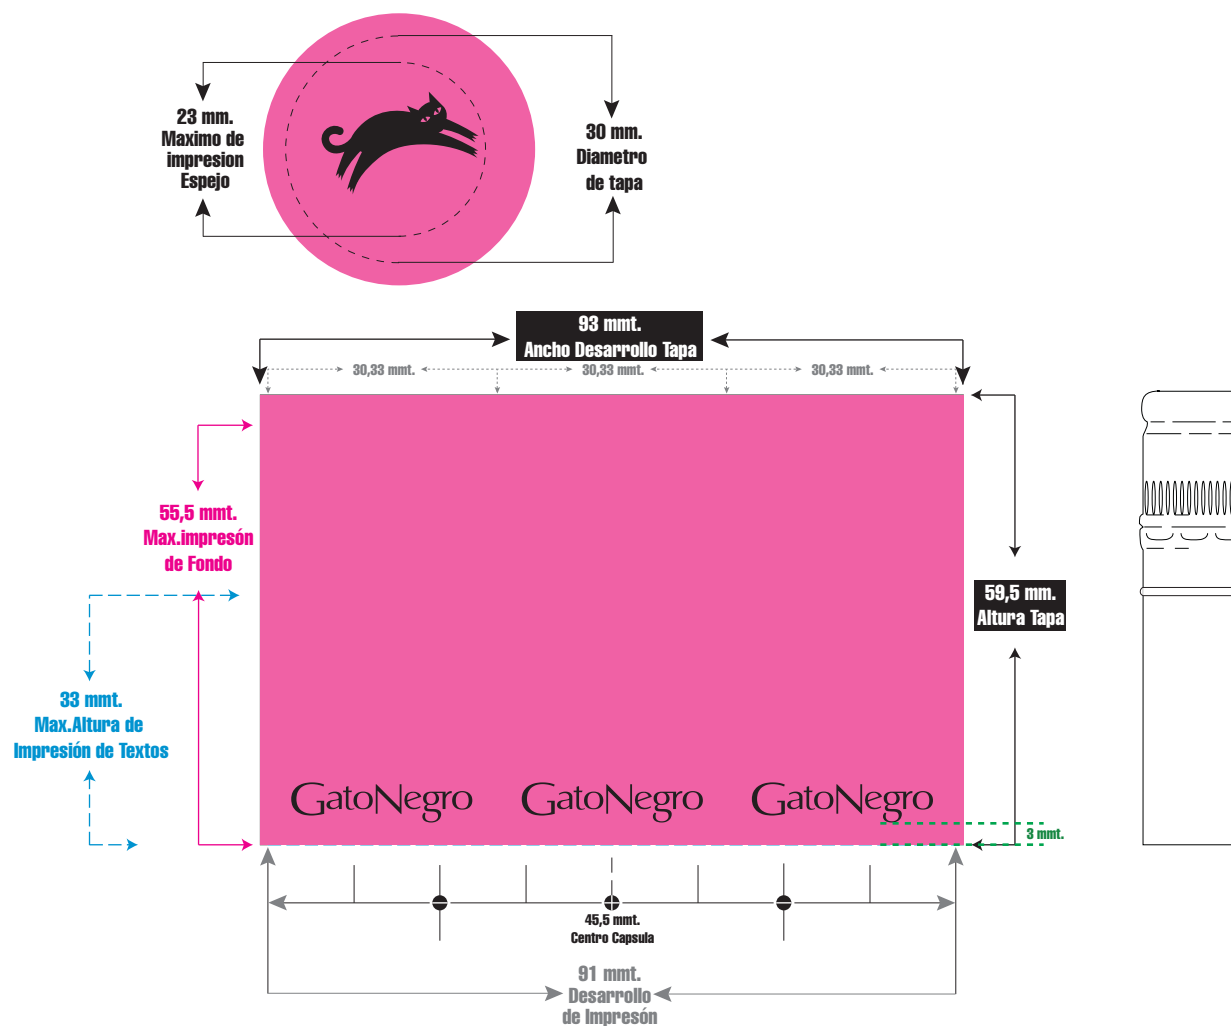 23 mm.
Maximo de
impresion
Espejo
30 mm.
Diametro
de tapa
93 mmt.
Ancho Desarrollo Tapa
30,33 mmt.
30,33 mmt.
30,33 mmt.
55,5 mmt.
Max.impresón
de Fondo
59,5 mm.
Altura Tapa
33 mmt.
Max.Altura de
Impresión de Textos
GatoNegro
GatoNegro
GatoNegro
3 mmt.
45,5 mmt.
Centro Capsula
91 mmt.
Desarrollo
de Impresón